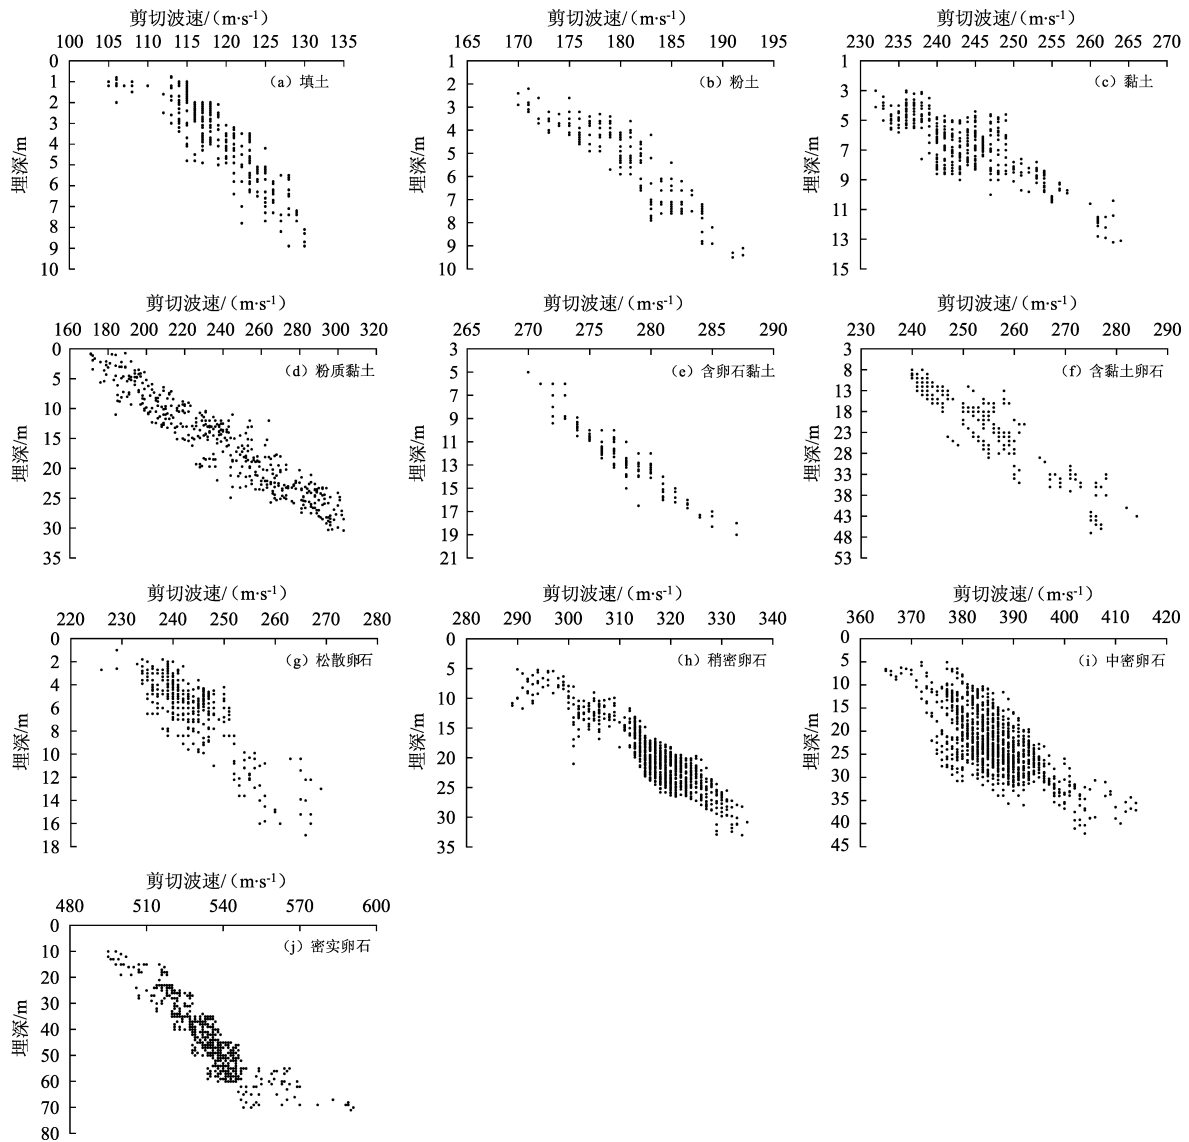 剪切波速/（m·s-1） 剪切波速/（m·s-1） 剪切波速/（m·s-1）
100 105 110 115 120 125 130 135 165 170 175 180 185 190 195 230 235 240 245 250 255 260 265 270
（a）填土 （b）粉土 （c）黏土
埋深/m 埋深/m 埋深/m
0 1 2 3 4 5 6 7 8 9 10
1 2 3 4 5 6 7 8 9 10
1 3 5 7 9 11 13 15
剪切波速/（m·s-1） 剪切波速/（m·s-1） 剪切波速/（m·s-1）
160 180 200 220 240 260 280 300 320 265 270 275 280 285 290 230 240 250 260 270 280 290
（d）粉质黏土 （e）含卵石黏土 （f）含黏土卵石
埋深/m 埋深/m 埋深/m
0 5 10 15 20 25 30 35
3 5 7 9 11 13 15 17 19 21
3 8 13 18 23 28 33 38 43 48 53
剪切波速/（m·s-1） 剪切波速/（m·s-1） 剪切波速/（m·s-1）
220 230 240 250 260 270 280 280 290 300 310 320 330 340 360 370 380 390 400 410 420
（g）松散卵石 （h）稍密卵石 （i）中密卵石
埋深/m 埋深/m 埋深/m
0 2 4 6 8 10 12 14 16 18
0 5 10 15 20 25 30 35
0 5 10 15 20 25 30 35 40 45
剪切波速/（m·s-1）
480 510 540 570 600
（j）密实卵石
埋深/m
0 10 20 30 40 50 60 70 80